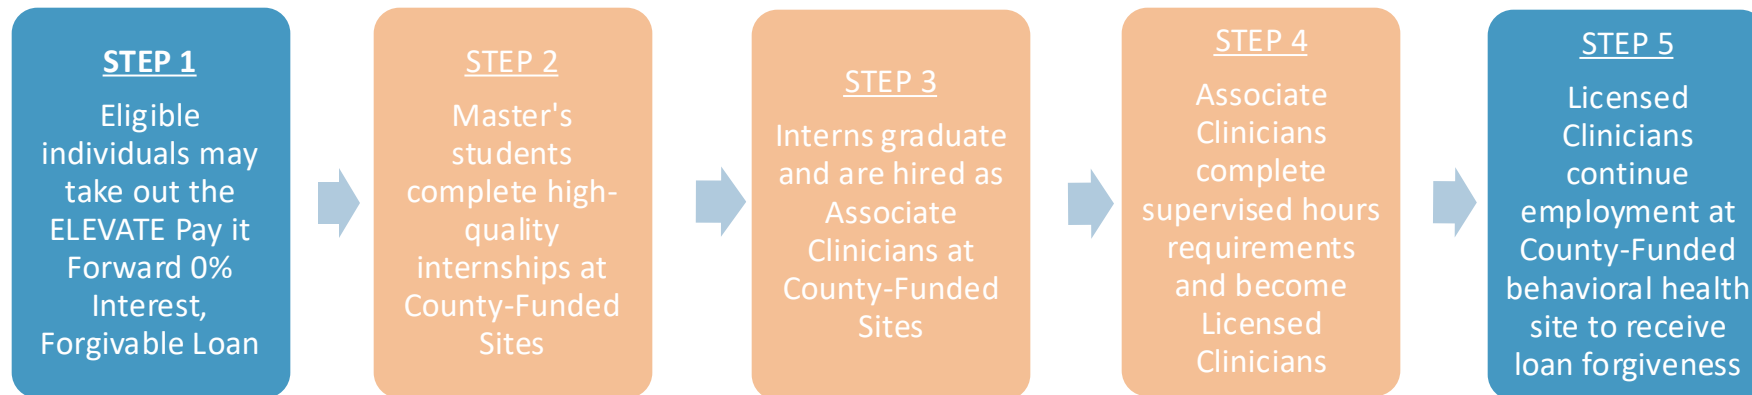 STEP 1
Eligible
individuals may
take out the
ELEVATE Pay it
Forward 0%
Interest,
Forgivable Loan
STEP 2
Master's
students
complete high-
quality
internships at
County-Funded
Sites
STEP 3
Interns graduate
and are hired as
Associate
Clinicians at
County-Funded
Sites
STEP 4
Associate
Clinicians
complete
supervised hours
requirements
and become
Licensed
Clinicians
STEP 5
Licensed
Clinicians
continue
employment at
County-Funded
behavioral health
site to receive
loan forgiveness